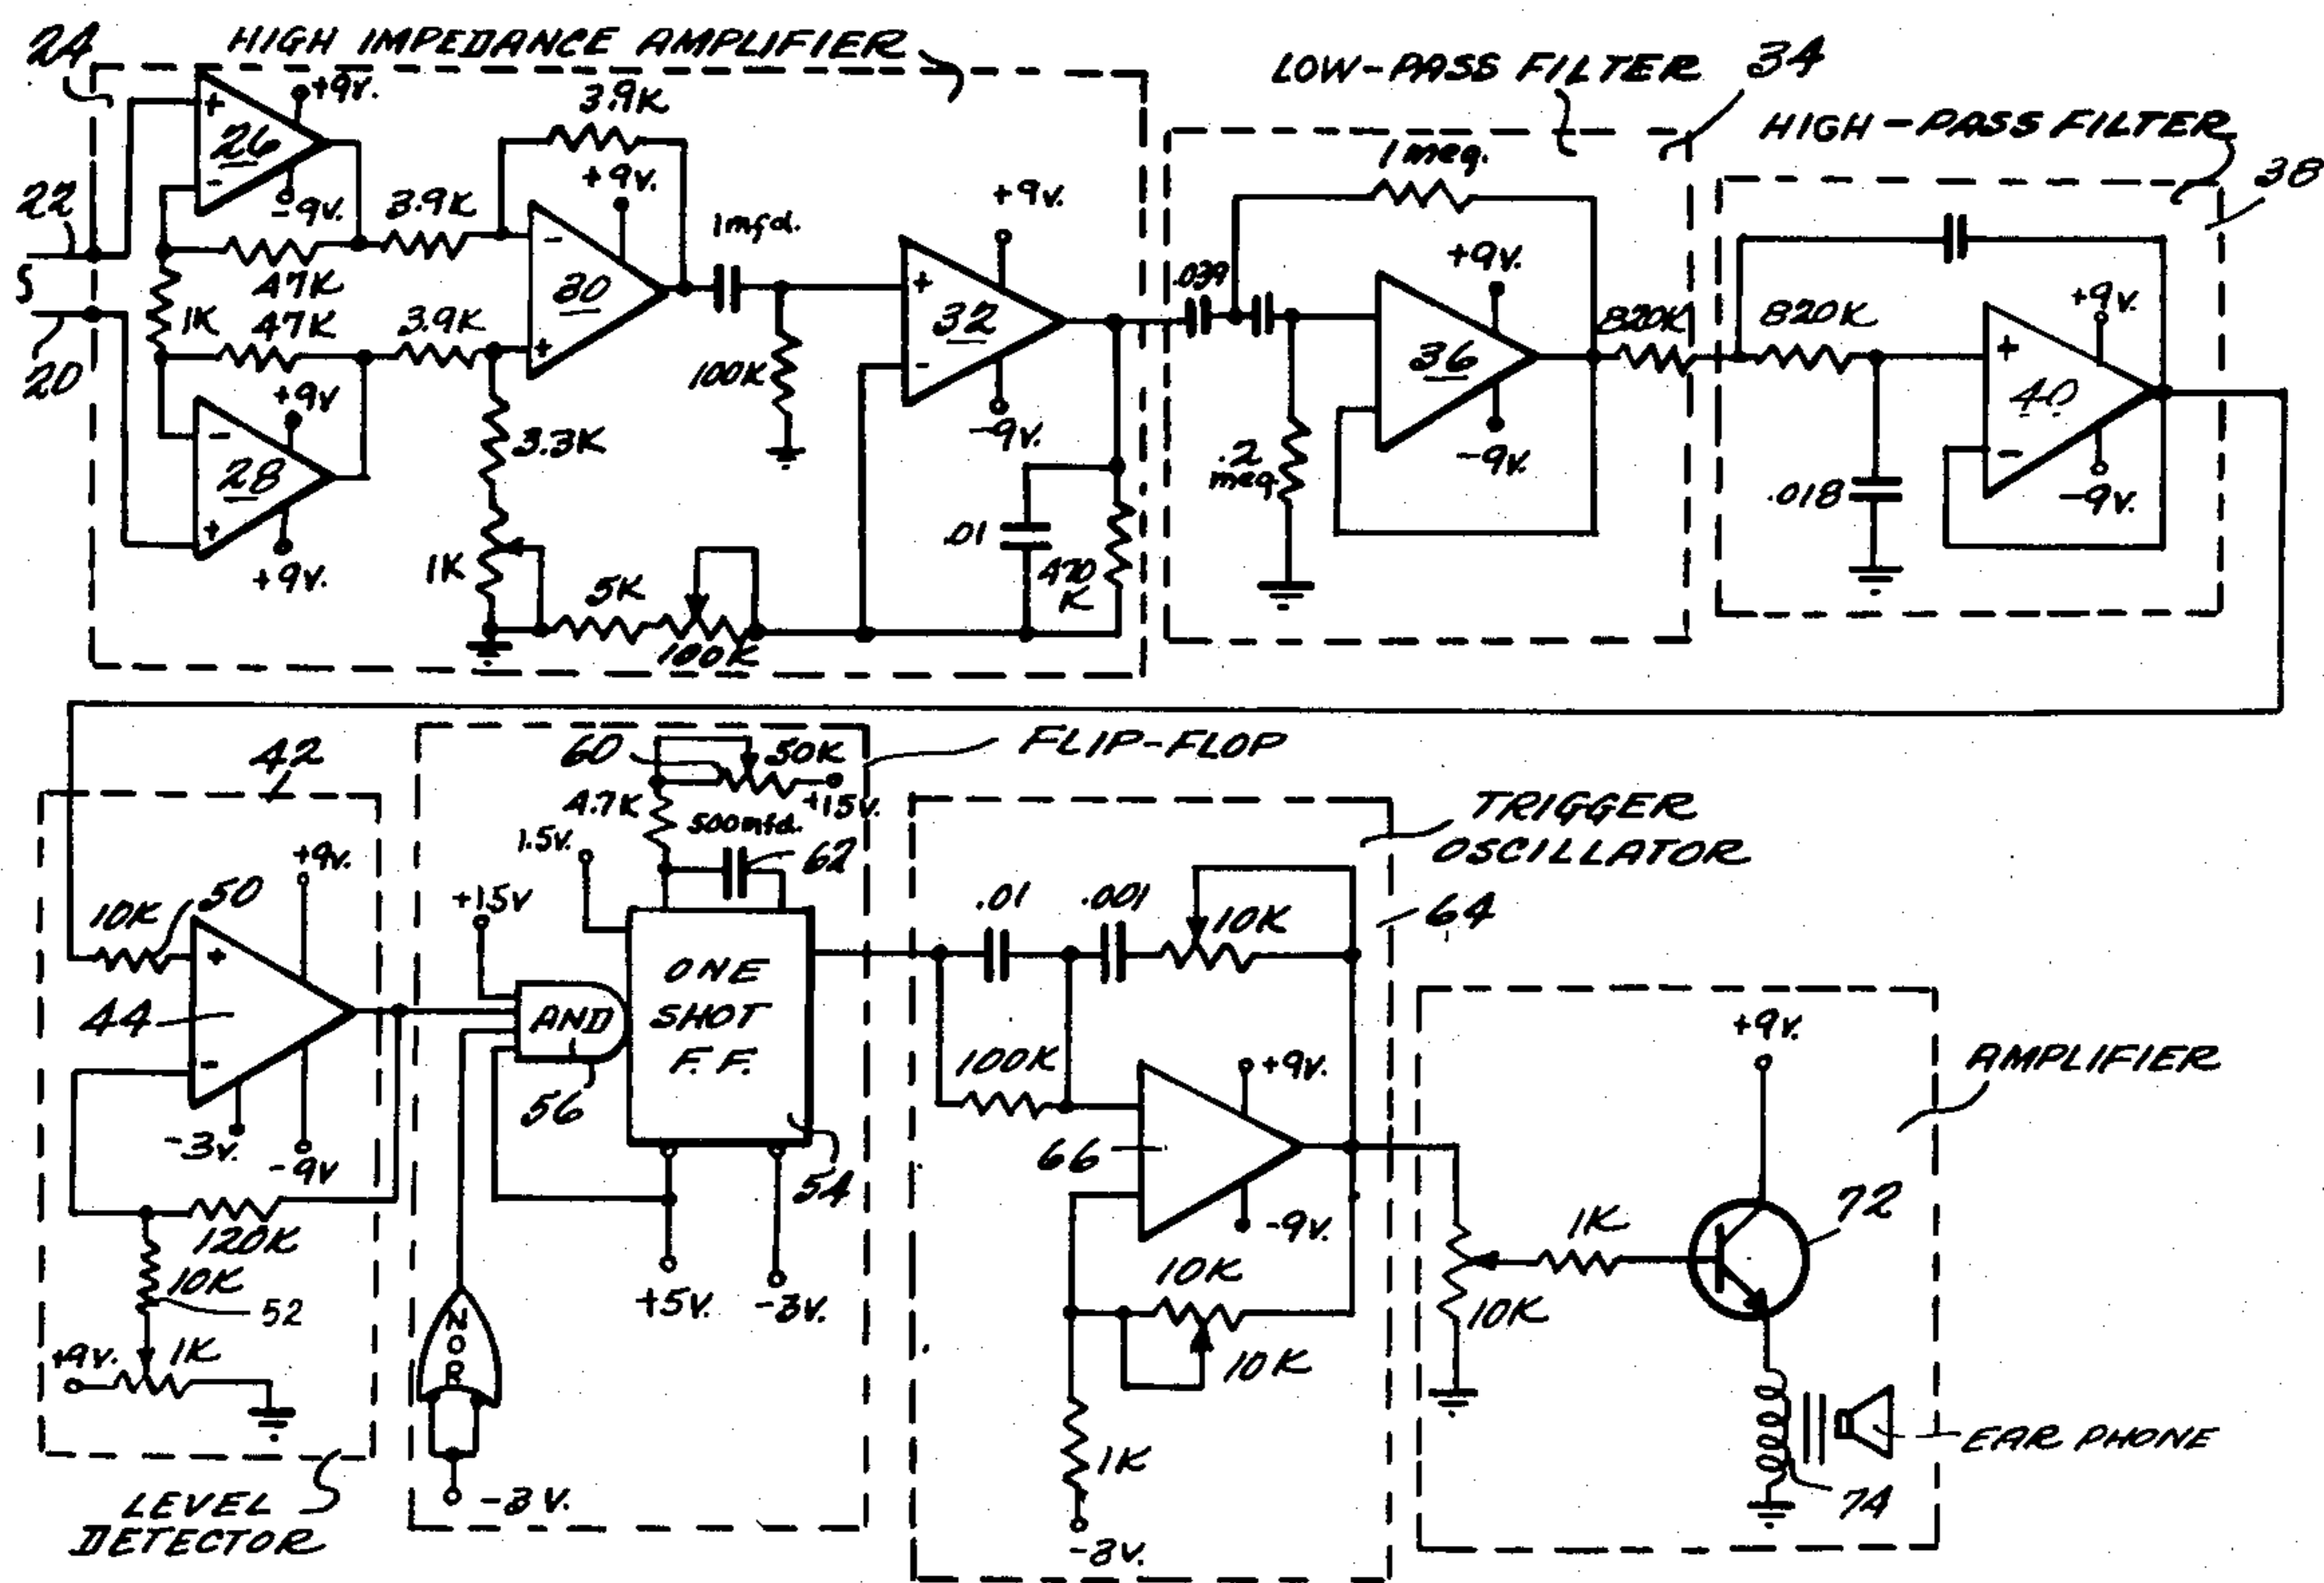 24
HIGH IMPEDANCE AMPLIFIER
LOW-PASS FILTER
34
HIGH-PASS FILTER
38
+
26
-
+9v.
-9v.
22
20
3.9K
47K
1K
47K
3.9K
3.9K
-
30
+
+9v.
1mfd.
100K
-
28
+
+9v
+9v.
3.3K
1K
5K
100K
+
32
-
+9v.
-9v.
.01
470
K
1 meg.
.039
.2
meg.
36
+9v.
-9v.
820K
820K
.018
+
40
-
+9v.
-9v.
42
10K
50
+
44
-
+9v.
-3v.
-9v
120K
10K
52
+9v.
1K
LEVEL
DETECTOR
FLIP-FLOP
60
50K
+15v.
4.7K
500mfd.
62
1.5v.
+15v
AND
56
ONE
SHOT
F.F.
54
+5v.
-3v.
NOR
-3v.
TRIGGER
OSCILLATOR
64
.01
.001
10K
100K
66
+9v.
-9v.
10K
10K
1K
-3v.
AMPLIFIER
+9v.
1K
10K
72
74
EAR PHONE